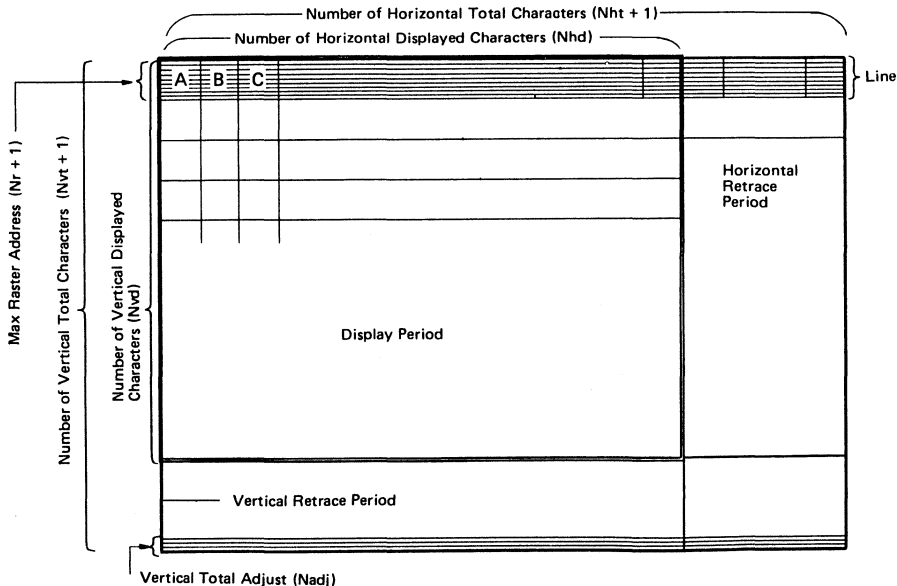 Number of Horizontal Total Characters (Nht + 1)
Number of Horizontal Displayed Characters (Nhd)
A B C
Line
Max Raster Address (Nr + 1)
Number of Vertical Total Characters (Nvt + 1)
Number of Vertical Displayed
Characters (Nvd)
Horizontal
Retrace
Period
Display Period
Vertical Retrace Period
Vertical Total Adjust (Nadj)